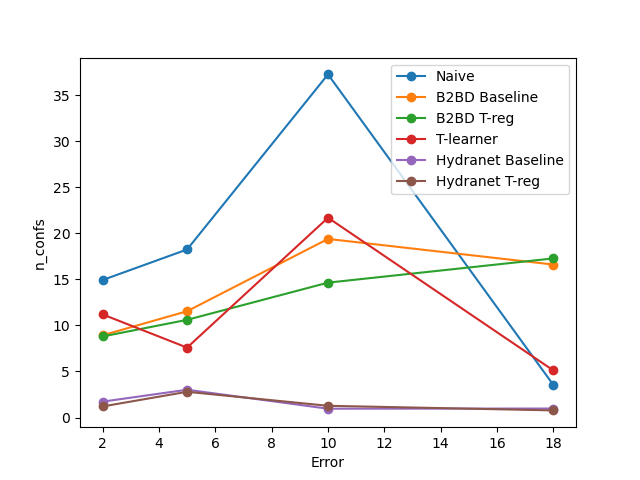 Naive
B2BD Baseline
B2BD T-reg
T-learner
Hydranet Baseline
Hydranet T-reg
35
30
25
20
15
10
5
0
n_confs
2 4 6 8 10 12 14 16 18
Error